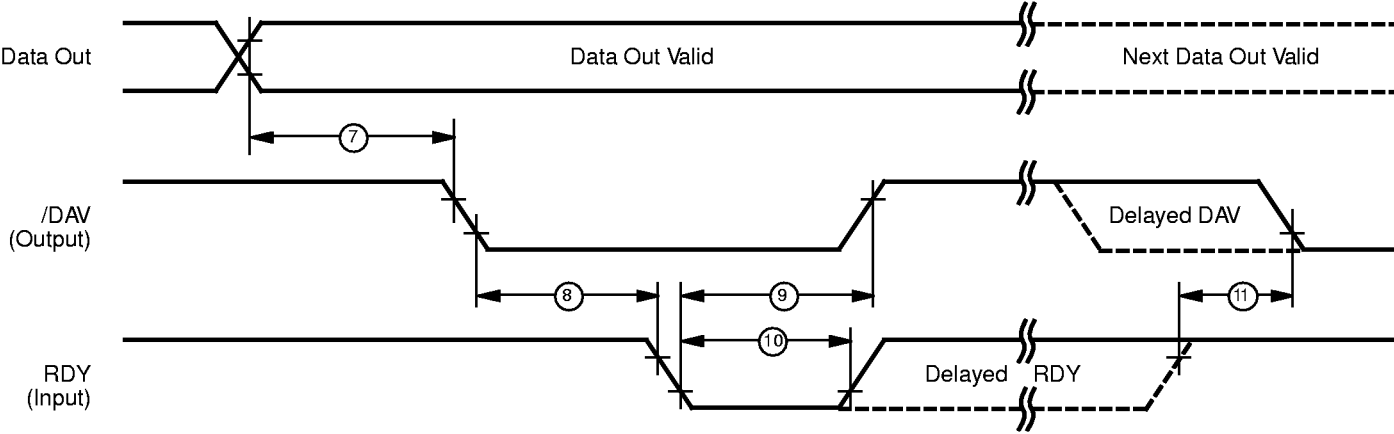 Data Out
Data Out Valid
Next Data Out Valid
7
/DAV
(Output)
Delayed DAV
8
9
11
10
RDY
(Input)
Delayed RDY